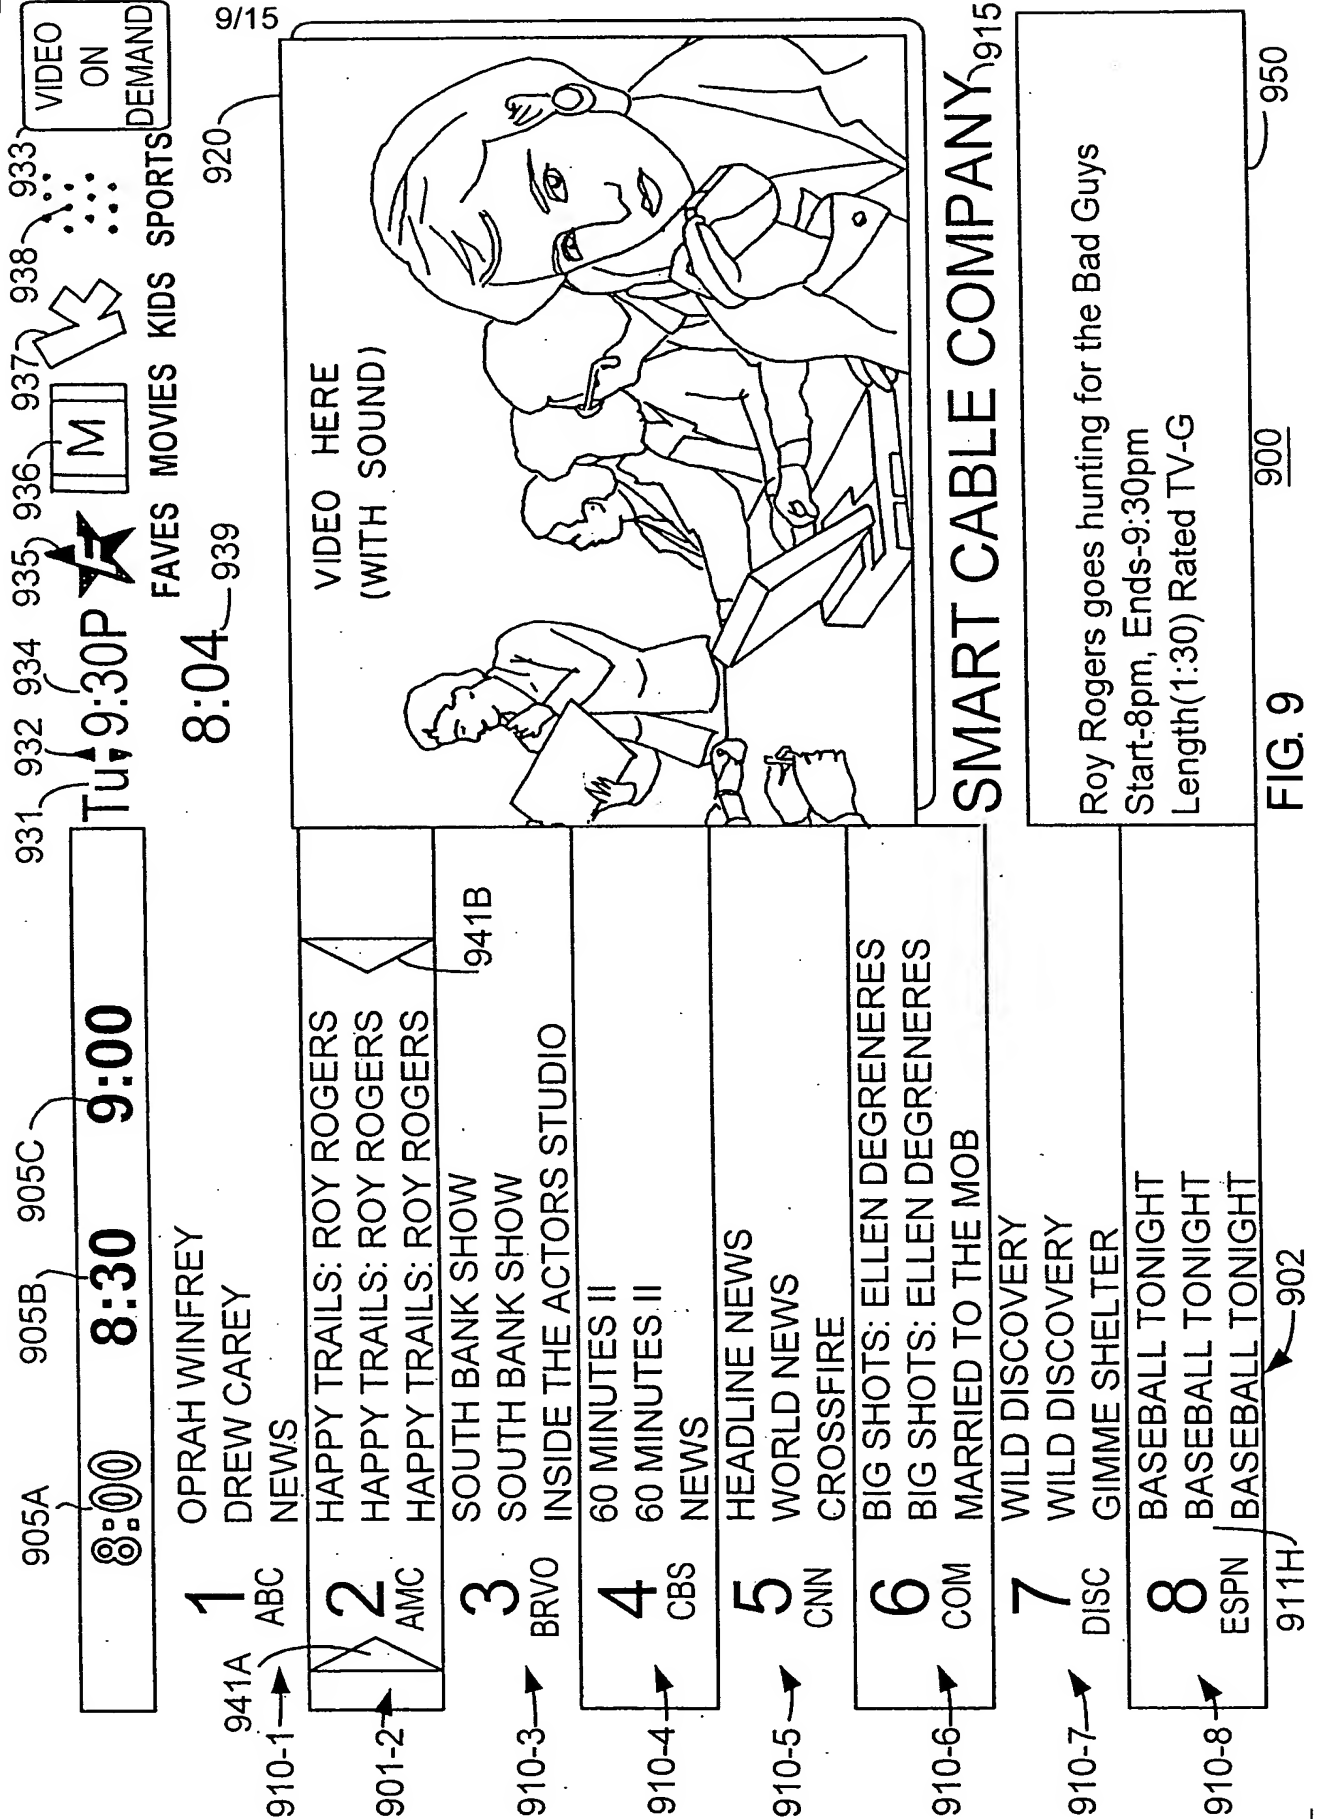 9/15
905A
905B
905C
931
932
934
935
936
937
938
933
8:00 8:30 9:00
Tu 9:30P
F
M
K
VIDEO
ON
DEMAND
FAVES MOVIES KIDS SPORTS
8:04
939
920
1
ABC
OPRAH WINFREY
DREW CAREY
NEWS
941A
910-1
2
AMC
HAPPY TRAILS: ROY ROGERS
HAPPY TRAILS: ROY ROGERS
HAPPY TRAILS: ROY ROGERS
941B
901-2
3
BRVO
SOUTH BANK SHOW
SOUTH BANK SHOW
INSIDE THE ACTORS STUDIO
910-3
4
CBS
60 MINUTES II
60 MINUTES II
NEWS
910-4
5
CNN
HEADLINE NEWS
WORLD NEWS
CROSSFIRE
910-5
6
COM
BIG SHOTS: ELLEN DEGRENERES
BIG SHOTS: ELLEN DEGRENERES
MARRIED TO THE MOB
910-6
7
DISC
WILD DISCOVERY
WILD DISCOVERY
GIMME SHELTER
910-7
8
ESPN
BASEBALL TONIGHT
BASEBALL TONIGHT
BASEBALL TONIGHT
910-8
911H
902
VIDEO HERE
(WITH SOUND)
SMART CABLE COMPANY
915
Roy Rogers goes hunting for the Bad Guys
Start-8pm, Ends-9:30pm
Length(1:30) Rated TV-G
950
900
FIG. 9